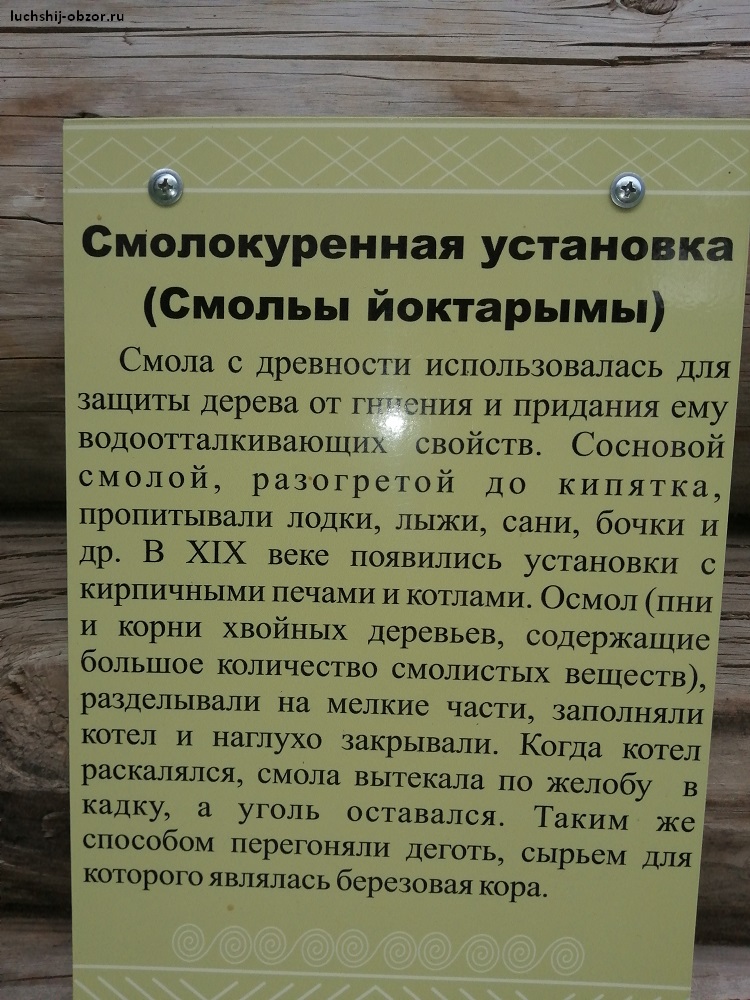 luchshij-obzor.ru
Смолокуренная установка
(Смольы йоктарымы)
Смола с древности использовалась для
защиты дерева от гниения и придания ему
водоотталкивающих свойств. Сосновой
смолой, разогретой до кипятка,
пропитывали лодки, лыжи, сани, бочки и
др. В XIX веке появились установки с
кирпичными печами и котлами. Осмол (пни
и корни хвойных деревьев, содержащие
большое количество смолистых веществ),
разделывали на мелкие части, заполняли
котел и наглухо закрывали. Когда котел
раскалялся, смола вытекала по желобу в
кадку, а уголь оставался. Таким же
способом перегоняли деготь, сырьем для
которого являлась березовая кора.